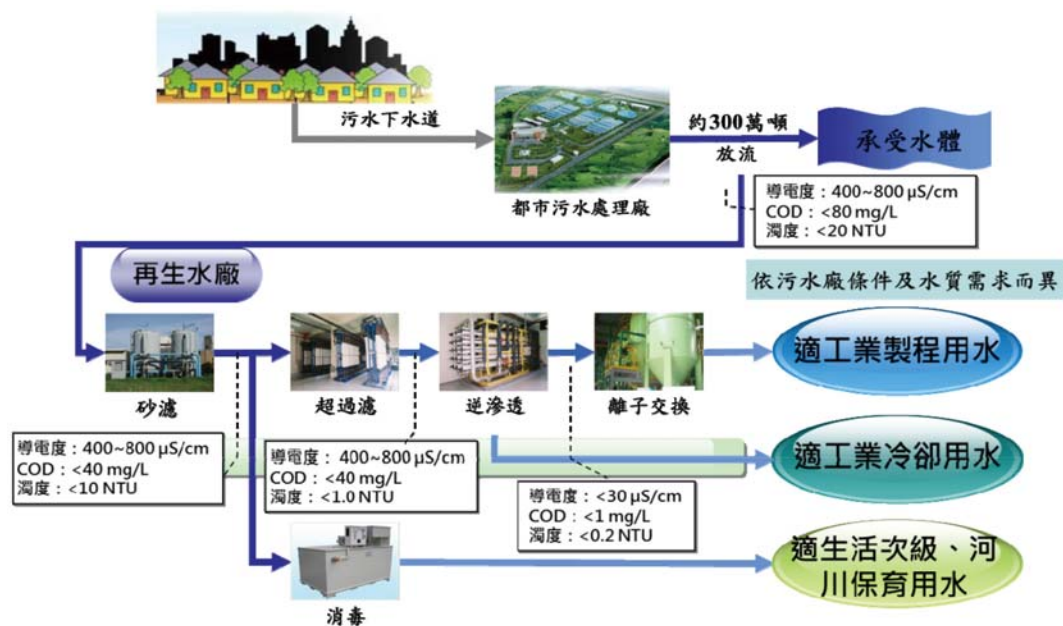 污水下水道
都市污水處理廠
約300萬噸
放流
承受水體
導電度：400~800 μS/cm
COD：<80 mg/L
濁度：<20 NTU
再生水廠
依污水廠條件及水質需求而異
砂濾
超過濾
逆滲透
離子交換
適工業製程用水
導電度：400~800 μS/cm
COD：<40 mg/L
濁度：<10 NTU
導電度：400~800 μS/cm
COD：<40 mg/L
濁度：<1.0 NTU
導電度：<30 μS/cm
COD：<1 mg/L
濁度：<0.2 NTU
適工業冷卻用水
消毒
適生活次級、河
川保育用水